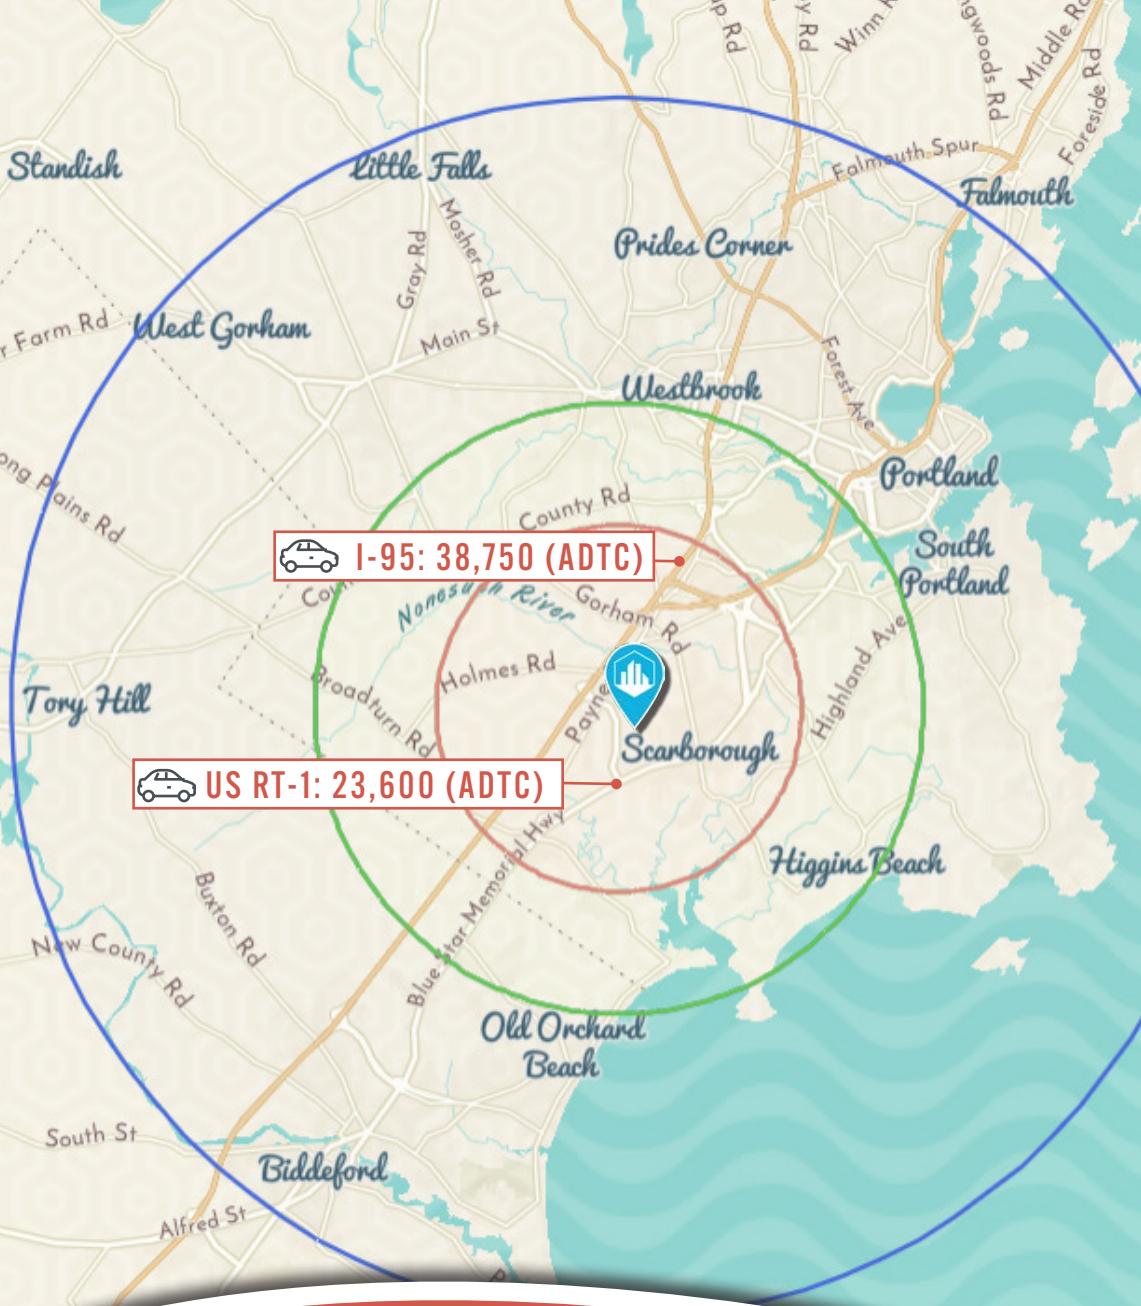 Winn
Middle Rd
Foreside Rd
Falmouth Spur
Standish
Little Falls
Falmouth
Mosher Rd
Gray Rd
Prides Corner
Farm Rd
West Gorham
Main St
Forest Ave
Westbrook
Plains Rd
Portland
County Rd
South
Portland
I-95: 38,750 (ADTC)
Nonesuch River
Gorham Rd
Highland Ave
Holmes Rd
Broadturn Rd
Payne
Tory Hill
Scarborough
US RT-1: 23,600 (ADTC)
Blue Star Memorial Hwy
Higgins Beach
Buxton Rd
New County Rd
Old Orchard
Beach
South St
Biddeford
Alfred St